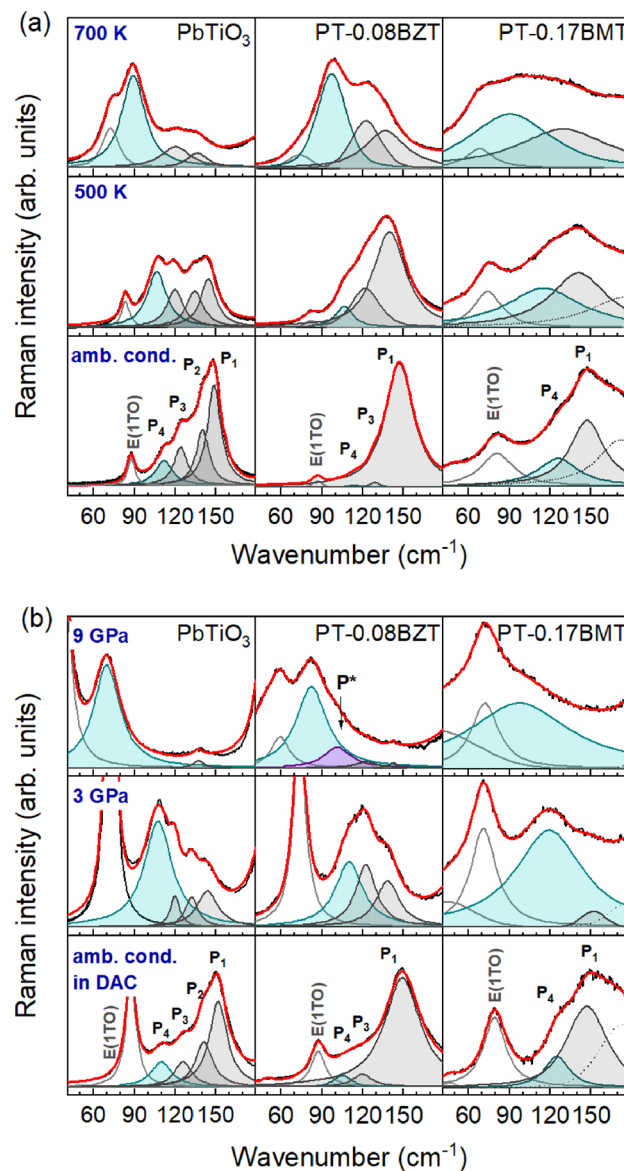 (a)
700 K PbTiO₃ PT-0.08BZT PT-0.17BMT
500 K
amb. cond.
E(1TO) P₄ P₃ P₂ P₁
E(1TO) P₄ P₃ P₁
E(1TO) P₄ P₁
Raman intensity (arb. units)
60 90 120 150 60 90 120 150 60 90 120 150
Wavenumber (cm⁻¹)
(b)
9 GPa PbTiO₃ PT-0.08BZT PT-0.17BMT
P*
3 GPa
amb. cond.
in DAC
E(1TO) P₄ P₃ P₂ P₁
E(1TO) P₄ P₃ P₁
E(1TO) P₄ P₁
Raman intensity (arb. units)
60 90 120 150 60 90 120 150 60 90 120 150
Wavenumber (cm⁻¹)